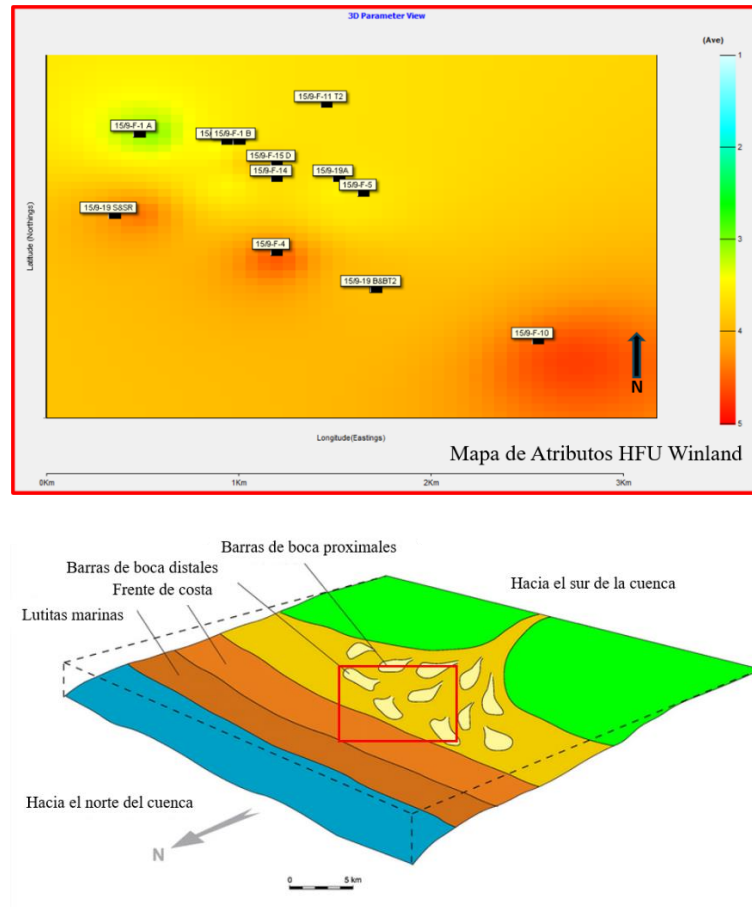 3D Parameter View
(Ave)
1
15/9-F-11 T2
15/9-F-1 A
15/9-F-1 B
2
15/9-F-15 D
15/9-F-14
15/9-19A
15/9-F-5
15/9-19 S&SR
3
15/9-F-4
15/9-19 B&BT2
4
15/9-F-10
N
5
Latitude (Northings)
Longitude(Eastings)
Mapa de Atributos HFU Winland
0Km
1Km
2Km
3Km
Barras de boca proximales
Barras de boca distales
Hacia el sur de la cuenca
Frente de costa
Lutitas marinas
Hacia el norte del cuenca
N
0
5 km